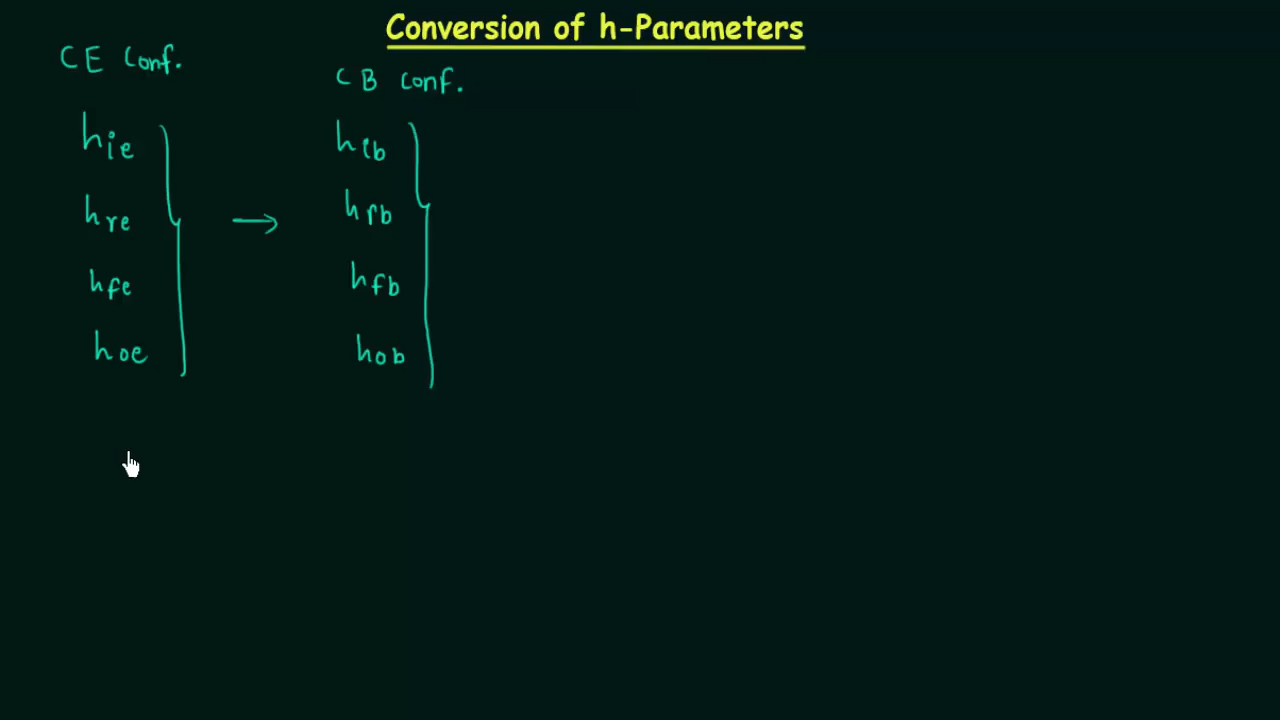 Conversion of h-Parameters
CE Conf.
CB Conf.
hie
hib
hre
→
hrb
hfe
hfb
hoe
hob